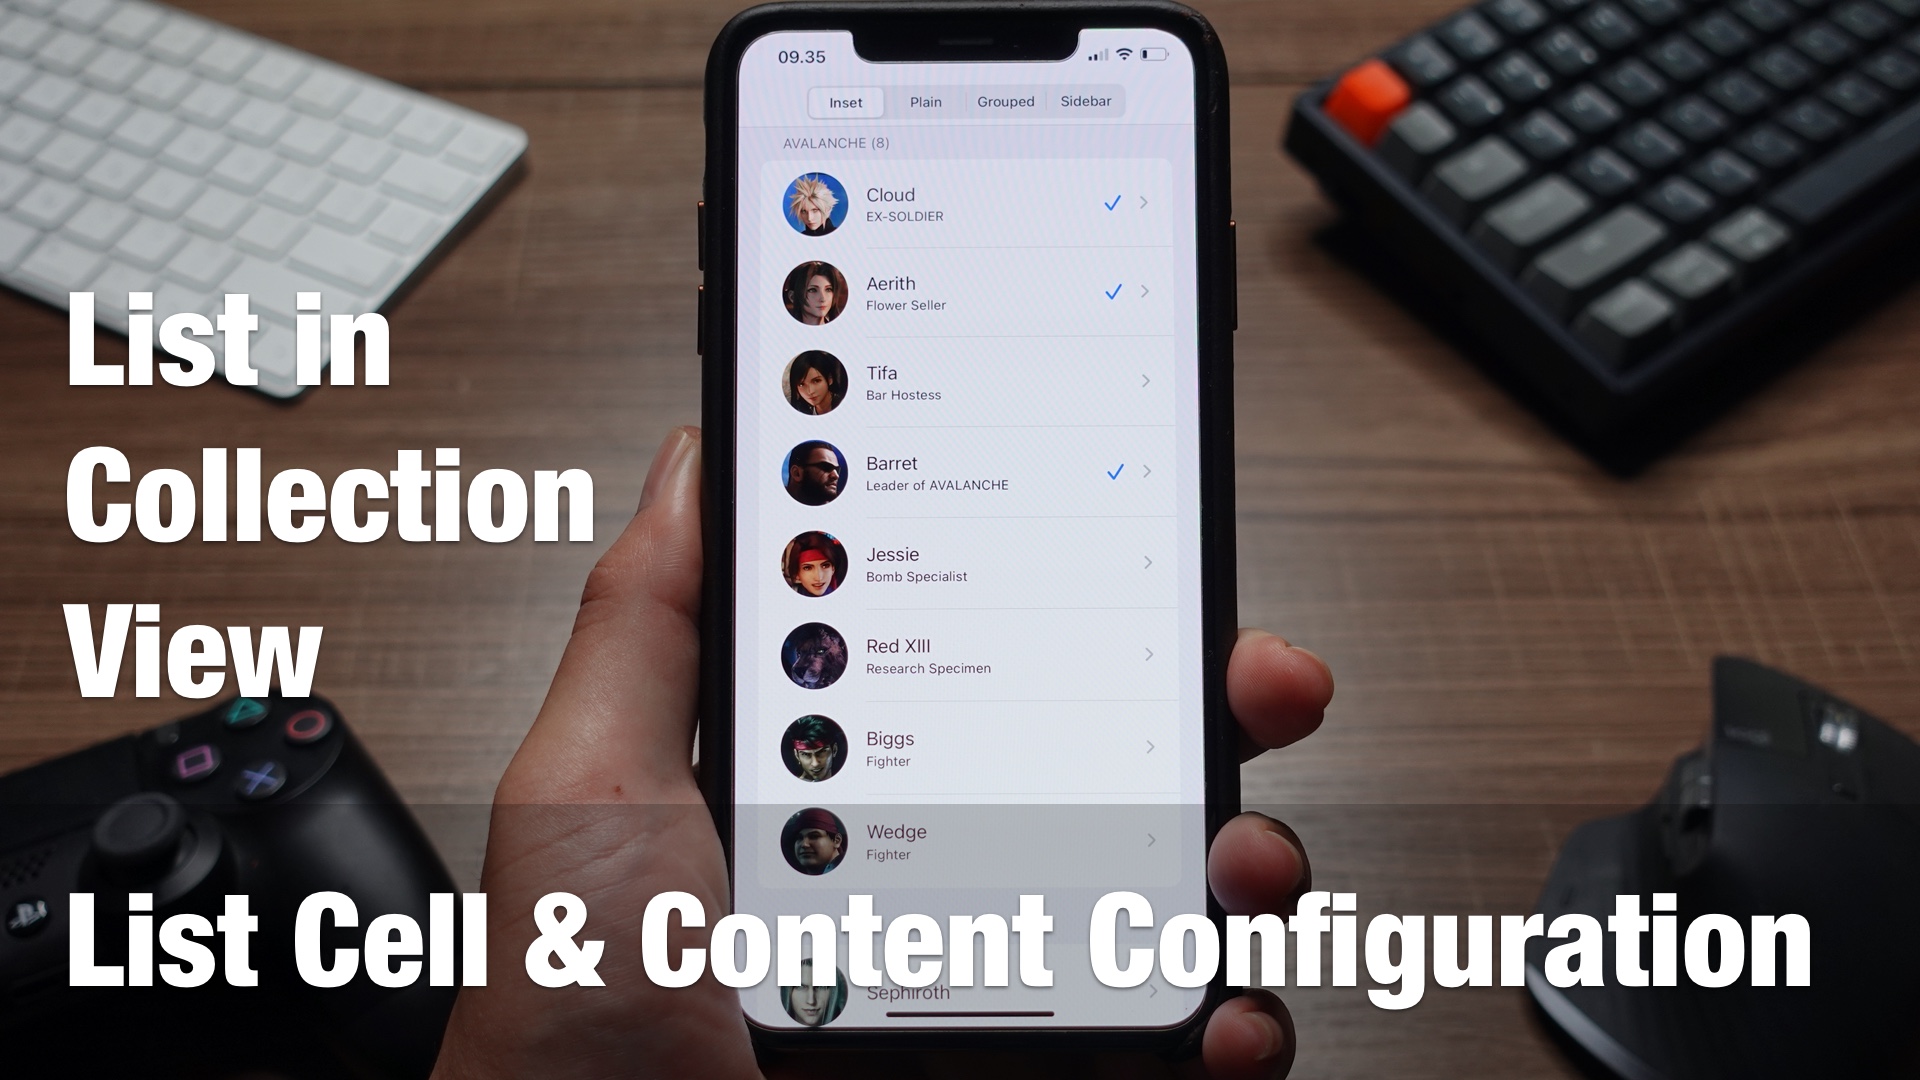 09.35
Inset Plain Grouped Sidebar
AVALANCHE (8)
Cloud
EX-SOLDIER
Aerith
Flower Seller
Tifa
Bar Hostess
Barret
Leader of AVALANCHE
Jessie
Bomb Specialist
Red XIII
Research Specimen
Biggs
Fighter
Wedge
Fighter
Sephiroth
List in
Collection
View
List Cell & Content Configuration